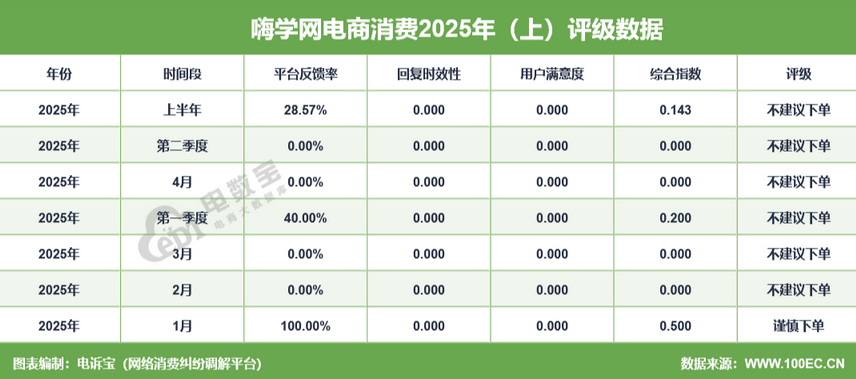 嗨学网电商消费2025年（上）评级数据
年份 时间段 平台反馈率 回复时效性 用户满意度 综合指数 评级
2025年 上半年 28.57% 0.000 0.000 0.143 不建议下单
2025年 第二季度 0.00% 0.000 0.000 0.000 不建议下单
2025年 4月 0.00% 0.000 0.000 0.000 不建议下单
2025年 第一季度 40.00% 0.000 0.000 0.200 不建议下单
2025年 3月 0.00% 0.000 0.000 0.000 不建议下单
2025年 2月 0.00% 0.000 0.000 0.000 不建议下单
2025年 1月 100.00% 0.000 0.000 0.500 谨慎下单
电数宝
电商大数据库
图表编制：电诉宝（网络消费纠纷调解平台） 数据来源：WWW.100EC.CN